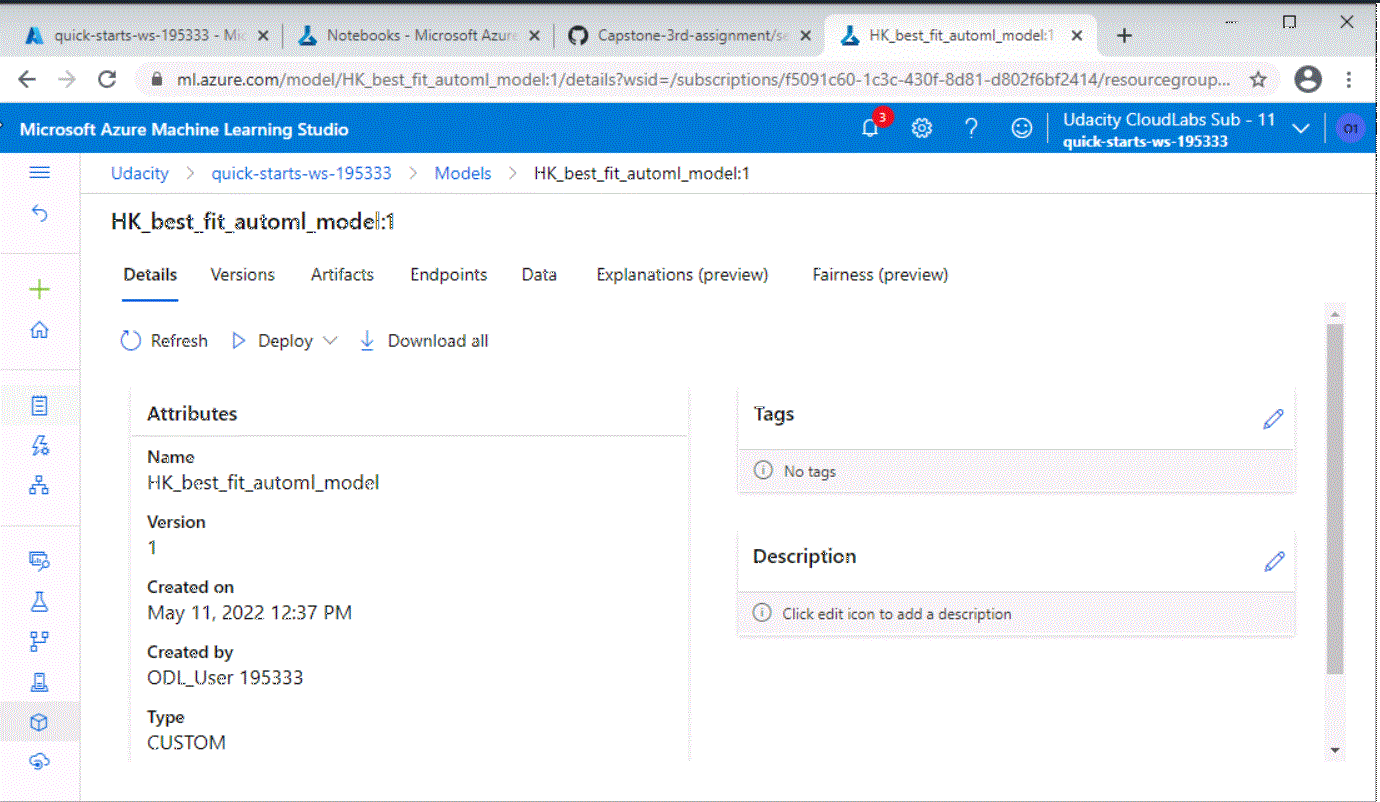 quick-starts-ws-195333 - Mic
Notebooks - Microsoft Azure
Capstone-3rd-assignment/se
HK_best_fit_automl_model:1
ml.azure.com/model/HK_best_fit_automl_model:1/details?wsid=/subscriptions/f5091c60-1c3c-430f-8d81-d802f6bf2414/resourcegroup...
Microsoft Azure Machine Learning Studio
3
Udacity CloudLabs Sub - 11
quick-starts-ws-195333
O1
Udacity > quick-starts-ws-195333 > Models > HK_best_fit_automl_model:1
HK_best_fit_automl_model:1
Details Versions Artifacts Endpoints Data Explanations (preview) Fairness (preview)
Refresh Deploy Download all
Attributes
Name
HK_best_fit_automl_model
Version
1
Created on
May 11, 2022 12:37 PM
Created by
ODL_User 195333
Type
CUSTOM
Tags
No tags
Description
Click edit icon to add a description